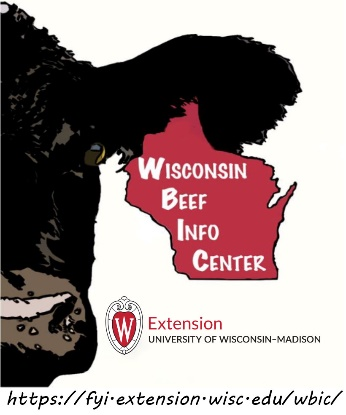 WISCONSIN
BEEF
INFO
CENTER
W
Extension
UNIVERSITY OF WISCONSIN–MADISON
https://fyi.extension.wisc.edu/wbic/